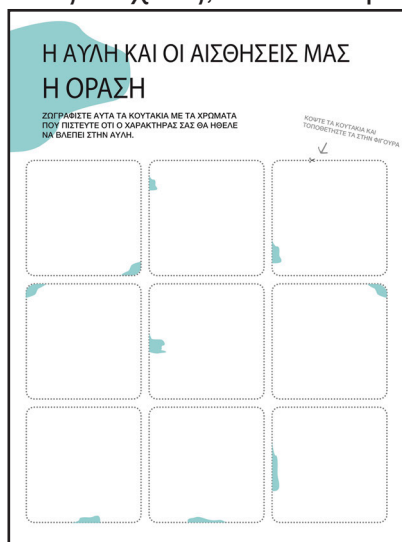 Η ΑΥΛΗ ΚΑΙ ΟΙ ΑΙΣΘΗΣΕΙΣ ΜΑΣ
Η ΟΡΑΣΗ
ΖΩΓΡΑΦΙΣΤΕ ΑΥΤΑ ΤΑ ΚΟΥΤΑΚΙΑ ΜΕ ΤΑ ΧΡΩΜΑΤΑ
ΠΟΥ ΠΙΣΤΕΥΤΕ ΟΤΙ Ο ΧΑΡΑΚΤΗΡΑΣ ΣΑΣ ΘΑ ΗΘΕΛΕ
ΝΑ ΒΛΕΠΕΙ ΣΤΗΝ ΑΥΛΗ.
ΚΟΨΤΕ ΤΑ ΚΟΥΤΑΚΙΑ ΚΑΙ
ΤΟΠΟΘΕΤΗΣΤΕ ΤΑ ΣΤΗΝ ΦΙΓΟΥΡΑ